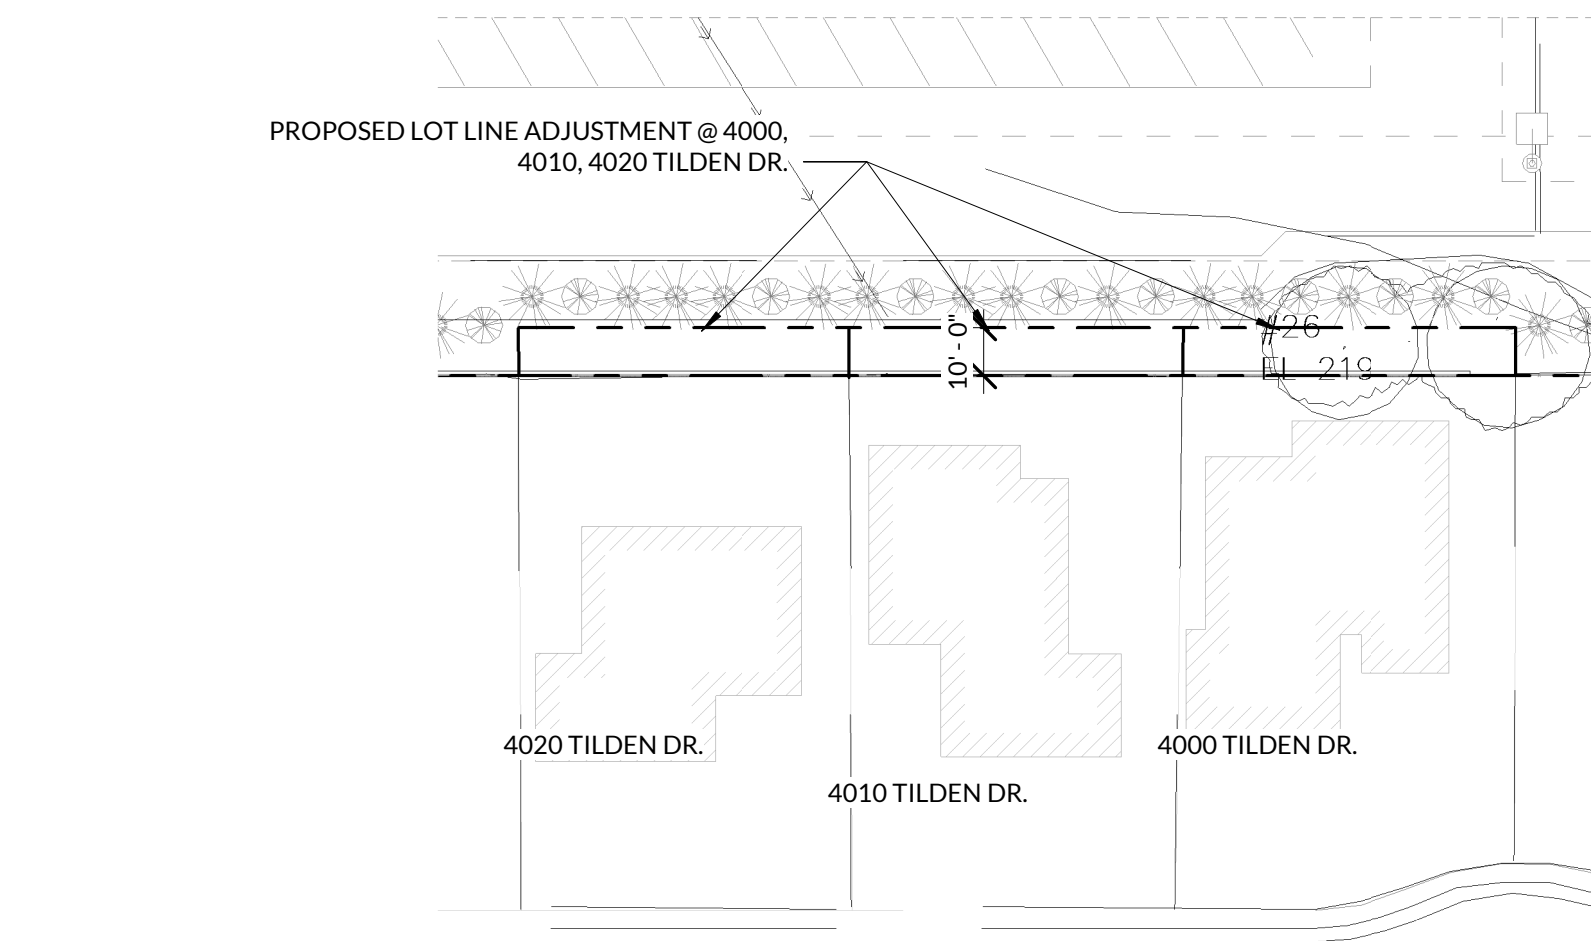 PROPOSED LOT LINE ADJUSTMENT @ 4000,
4010, 4020 TILDEN DR.
10' - 0"
#26
EL 219
4020 TILDEN DR.
4000 TILDEN DR.
4010 TILDEN DR.